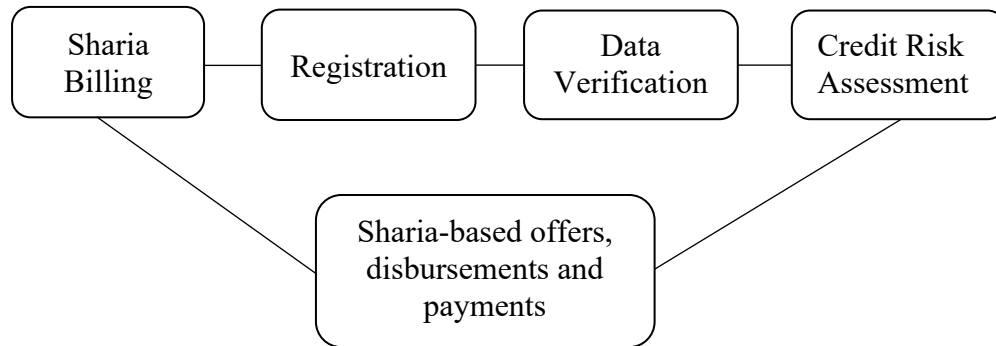 Sharia
Billing
Registration
Data
Verification
Credit Risk
Assessment
Sharia-based offers,
disbursements and
payments